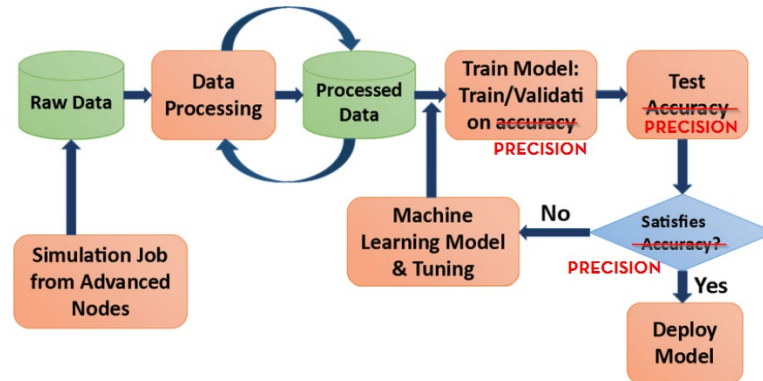 Raw Data
Data
Processing
Processed
Data
Train Model:
Train/Validati
on accuracy
PRECISION
Test
Accuracy
PRECISION
Simulation Job
from Advanced
Nodes
Machine
Learning Model
& Tuning
No
Satisfies
Accuracy?
PRECISION
Yes
Deploy
Model